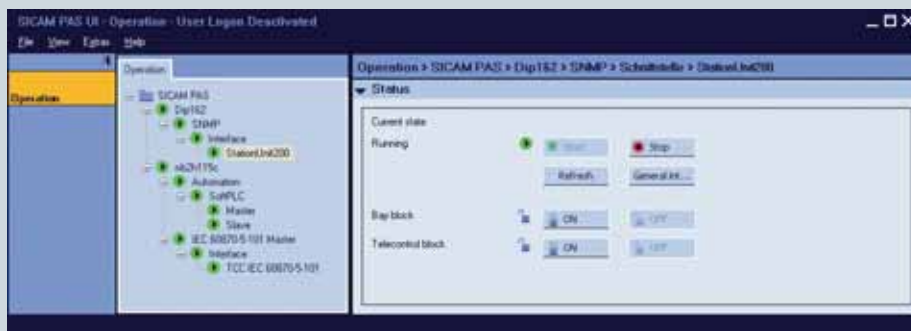 SICAM PAS UI - Operation - User Logon Deactivated
File View Extras Help
Operation
Operation
SICAM PAS
Dip162
SNMP
Interface
StationUnit200
Automation
SoftPLC
Master
Slave
IEC 60870-5-101 Master
Interface
TCC IEC 60870-5-101
Operation > SICAM PAS > Dip162 > SNMP > Schnittstelle > StationUnit200
Status
Current state
Running
Start
Stop
Refresh
General int...
Bay block
ON
OFF
Telecontrol block
ON
OFF